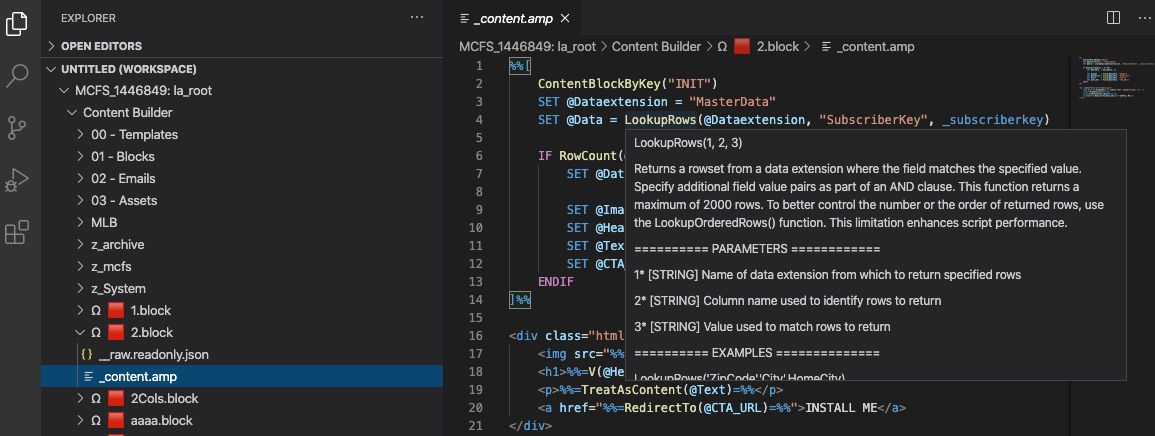 EXPLORER
OPEN EDITORS
UNTITLED (WORKSPACE)
MCFS_1446849: la_root
Content Builder
00 - Templates
01 - Blocks
02 - Emails
03 - Assets
MLB
z_archive
z_mcfs
z_System
Ω 1.block
Ω 2.block
{} __raw.readonly.json
_content.amp
Ω 2Cols.block
Ω aaaa.block
_content.amp
MCFS_1446849: la_root > Content Builder > Ω 2.block > _content.amp
1 %%[
2 ContentBlockByKey("INIT")
3 SET @Dataextension = "MasterData"
4 SET @Data = LookupRows(@Dataextension, "SubscriberKey", _subscriberkey)
5
6 IF RowCount(
7 SET @Dat
8
9 SET @Ima
10 SET @Hea
11 SET @Tex
12 SET @CTA_
13 ENDIF
14 ]%%
15
16 <div class="html
17 <img src="%%
18 <h1>%%=V(@He
19 <p>%%=TreatAsContent(@Text)=%%</p>
20 <a href="%%=RedirectTo(@CTA_URL)=%%">INSTALL ME</a>
21 </div>
LookupRows(1, 2, 3)
Returns a rowset from a data extension where the field matches the specified value.
Specify additional field value pairs as part of an AND clause. This function returns a
maximum of 2000 rows. To better control the number or the order of returned rows, use
the LookupOrderedRows() function. This limitation enhances script performance.
========== PARAMETERS ============
1* [STRING] Name of data extension from which to return specified rows
2* [STRING] Column name used to identify rows to return
3* [STRING] Value used to match rows to return
========== EXAMPLES ==============
LookupRows('ZipCode','City',HomeCity)